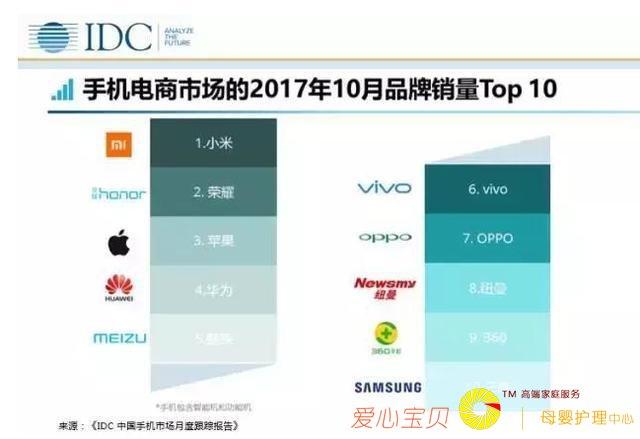 IDC
ANALYZE
THE
FUTURE
手机电商市场的2017年10月品牌销量Top 10
mi
1.小米
honor
2. 荣耀
3. 苹果
HUAWEI
4.华为
MEIZU
5.魅族
*手机包含智能机和功能机
vivo
6. vivo
oppo
7. OPPO
Newsmy
纽曼
8.纽曼
9. 360
SAMSUNG
来源：《IDC 中国手机市场月度跟踪报告》
爱心宝贝
TM 高端家庭服务
母婴护理中心